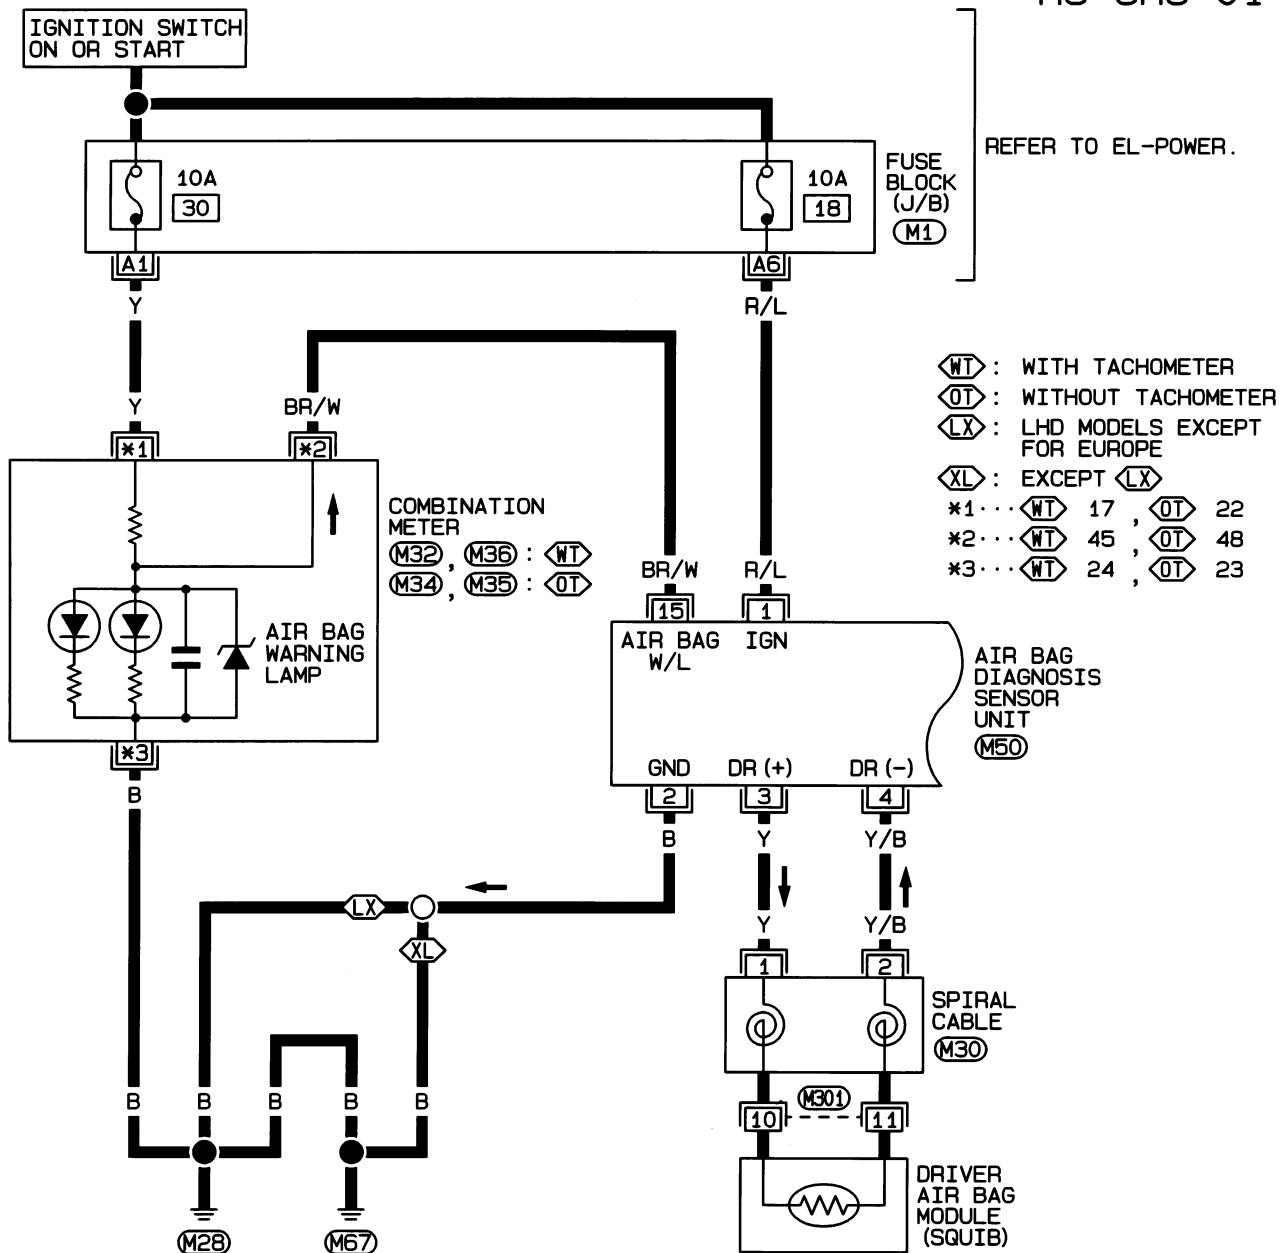 IGNITION SWITCH
ON OR START
REFER TO EL-POWER.
10A
30
10A
18
FUSE
BLOCK
(J/B)
M1
A1
A6
Y
R/L
WT : WITH TACHOMETER
OT : WITHOUT TACHOMETER
LX : LHD MODELS EXCEPT
FOR EUROPE
XL : EXCEPT LX
*1··· WT 17 , OT 22
*2··· WT 45 , OT 48
*3··· WT 24 , OT 23
Y
BR/W
*1
*2
COMBINATION
METER
M32 , M36 : WT
M34 , M35 : OT
AIR BAG
WARNING
LAMP
*3
B
BR/W
R/L
15
1
AIR BAG
W/L
IGN
AIR BAG
DIAGNOSIS
SENSOR
UNIT
M50
GND
DR (+)
DR (-)
2
3
4
B
Y
Y/B
LX
XL
Y
Y/B
1
2
SPIRAL
CABLE
M30
B
B
B
B
B
M301
10
11
DRIVER
AIR BAG
MODULE
(SQUIB)
M28
M67